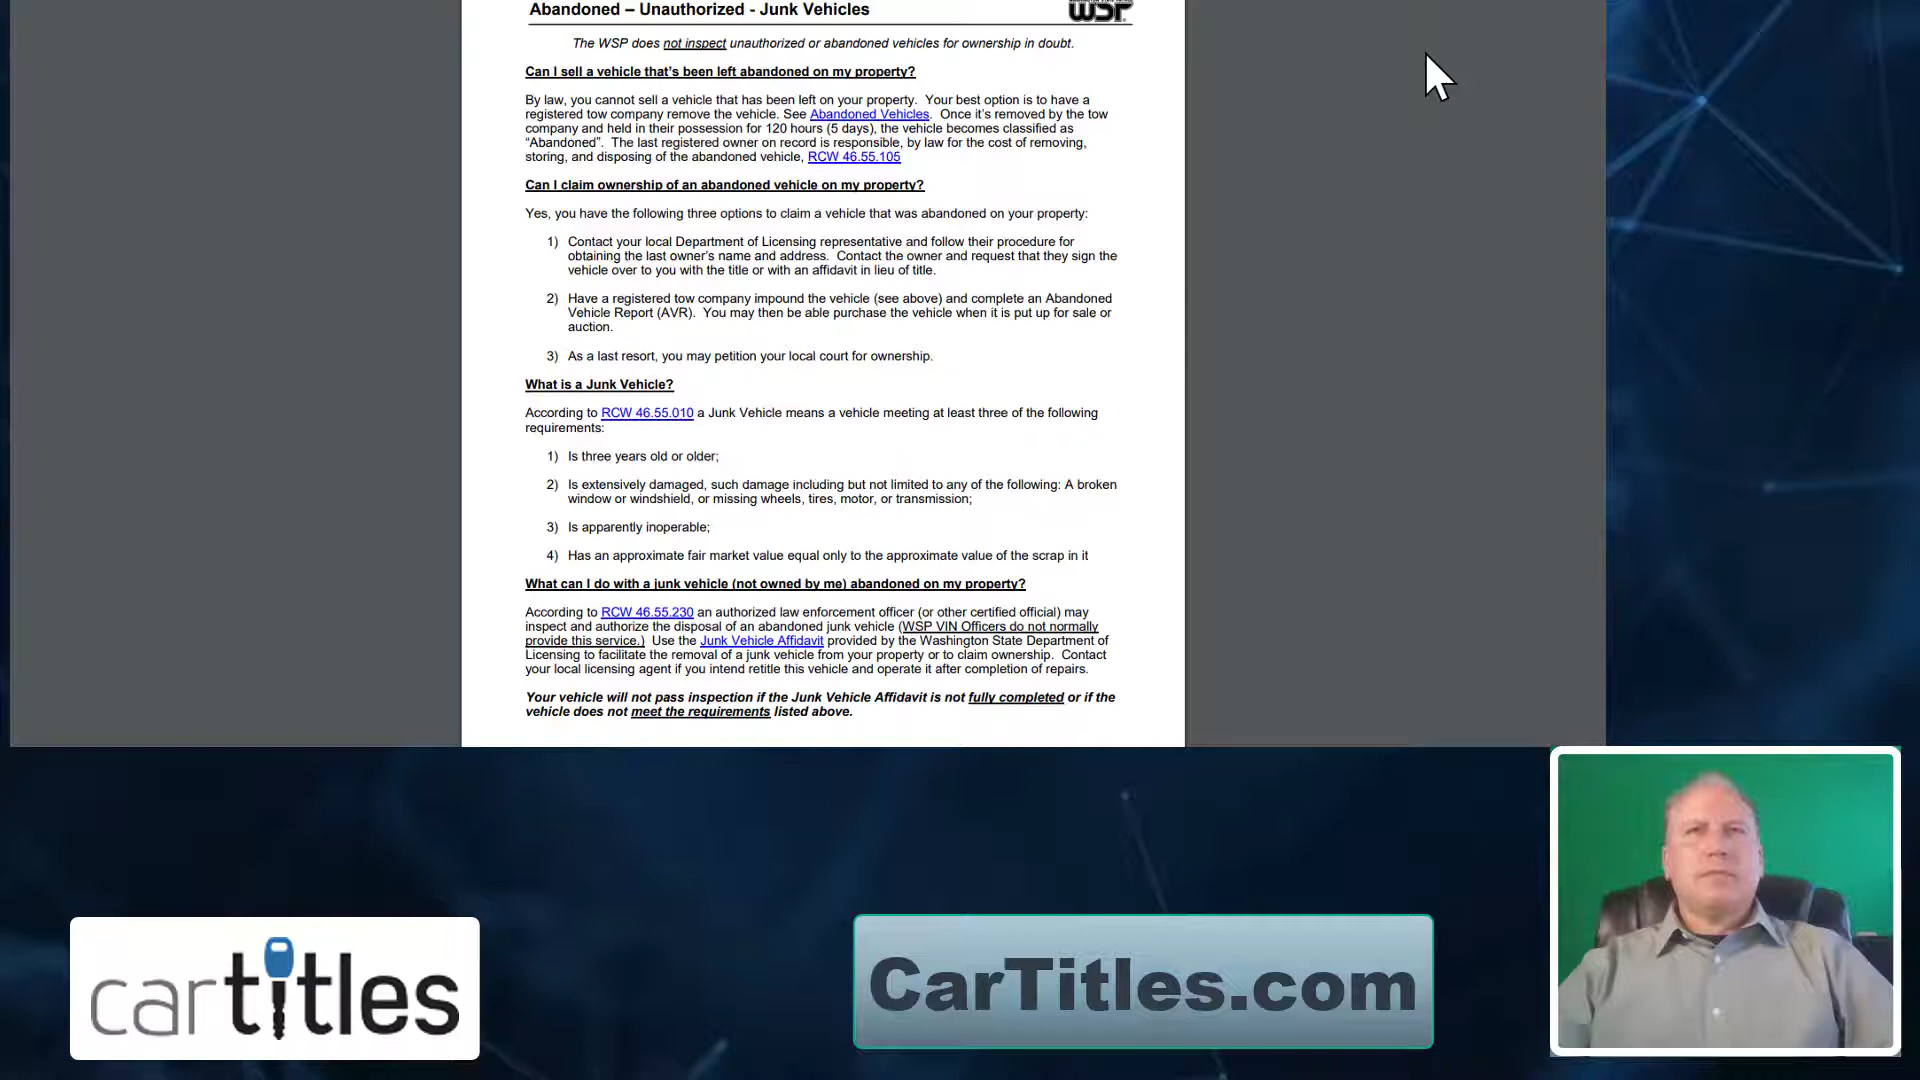 Abandoned – Unauthorized - Junk Vehicles
WSP
The WSP does not inspect unauthorized or abandoned vehicles for ownership in doubt.
Can I sell a vehicle that's been left abandoned on my property?
By law, you cannot sell a vehicle that has been left on your property. Your best option is to have a
registered tow company remove the vehicle. See Abandoned Vehicles. Once it's removed by the tow
company and held in their possession for 120 hours (5 days), the vehicle becomes classified as
“Abandoned”. The last registered owner on record is responsible, by law for the cost of removing,
storing, and disposing of the abandoned vehicle, RCW 46.55.105
Can I claim ownership of an abandoned vehicle on my property?
Yes, you have the following three options to claim a vehicle that was abandoned on your property:
1) Contact your local Department of Licensing representative and follow their procedure for
obtaining the last owner's name and address. Contact the owner and request that they sign the
vehicle over to you with the title or with an affidavit in lieu of title.
2) Have a registered tow company impound the vehicle (see above) and complete an Abandoned
Vehicle Report (AVR). You may then be able purchase the vehicle when it is put up for sale or
auction.
3) As a last resort, you may petition your local court for ownership.
What is a Junk Vehicle?
According to RCW 46.55.010 a Junk Vehicle means a vehicle meeting at least three of the following
requirements:
1) Is three years old or older;
2) Is extensively damaged, such damage including but not limited to any of the following: A broken
window or windshield, or missing wheels, tires, motor, or transmission;
3) Is apparently inoperable;
4) Has an approximate fair market value equal only to the approximate value of the scrap in it
What can I do with a junk vehicle (not owned by me) abandoned on my property?
According to RCW 46.55.230 an authorized law enforcement officer (or other certified official) may
inspect and authorize the disposal of an abandoned junk vehicle (WSP VIN Officers do not normally
provide this service.) Use the Junk Vehicle Affidavit provided by the Washington State Department of
Licensing to facilitate the removal of a junk vehicle from your property or to claim ownership. Contact
your local licensing agent if you intend retitle this vehicle and operate it after completion of repairs.
Your vehicle will not pass inspection if the Junk Vehicle Affidavit is not fully completed or if the
vehicle does not meet the requirements listed above.
cartitles
CarTitles.com